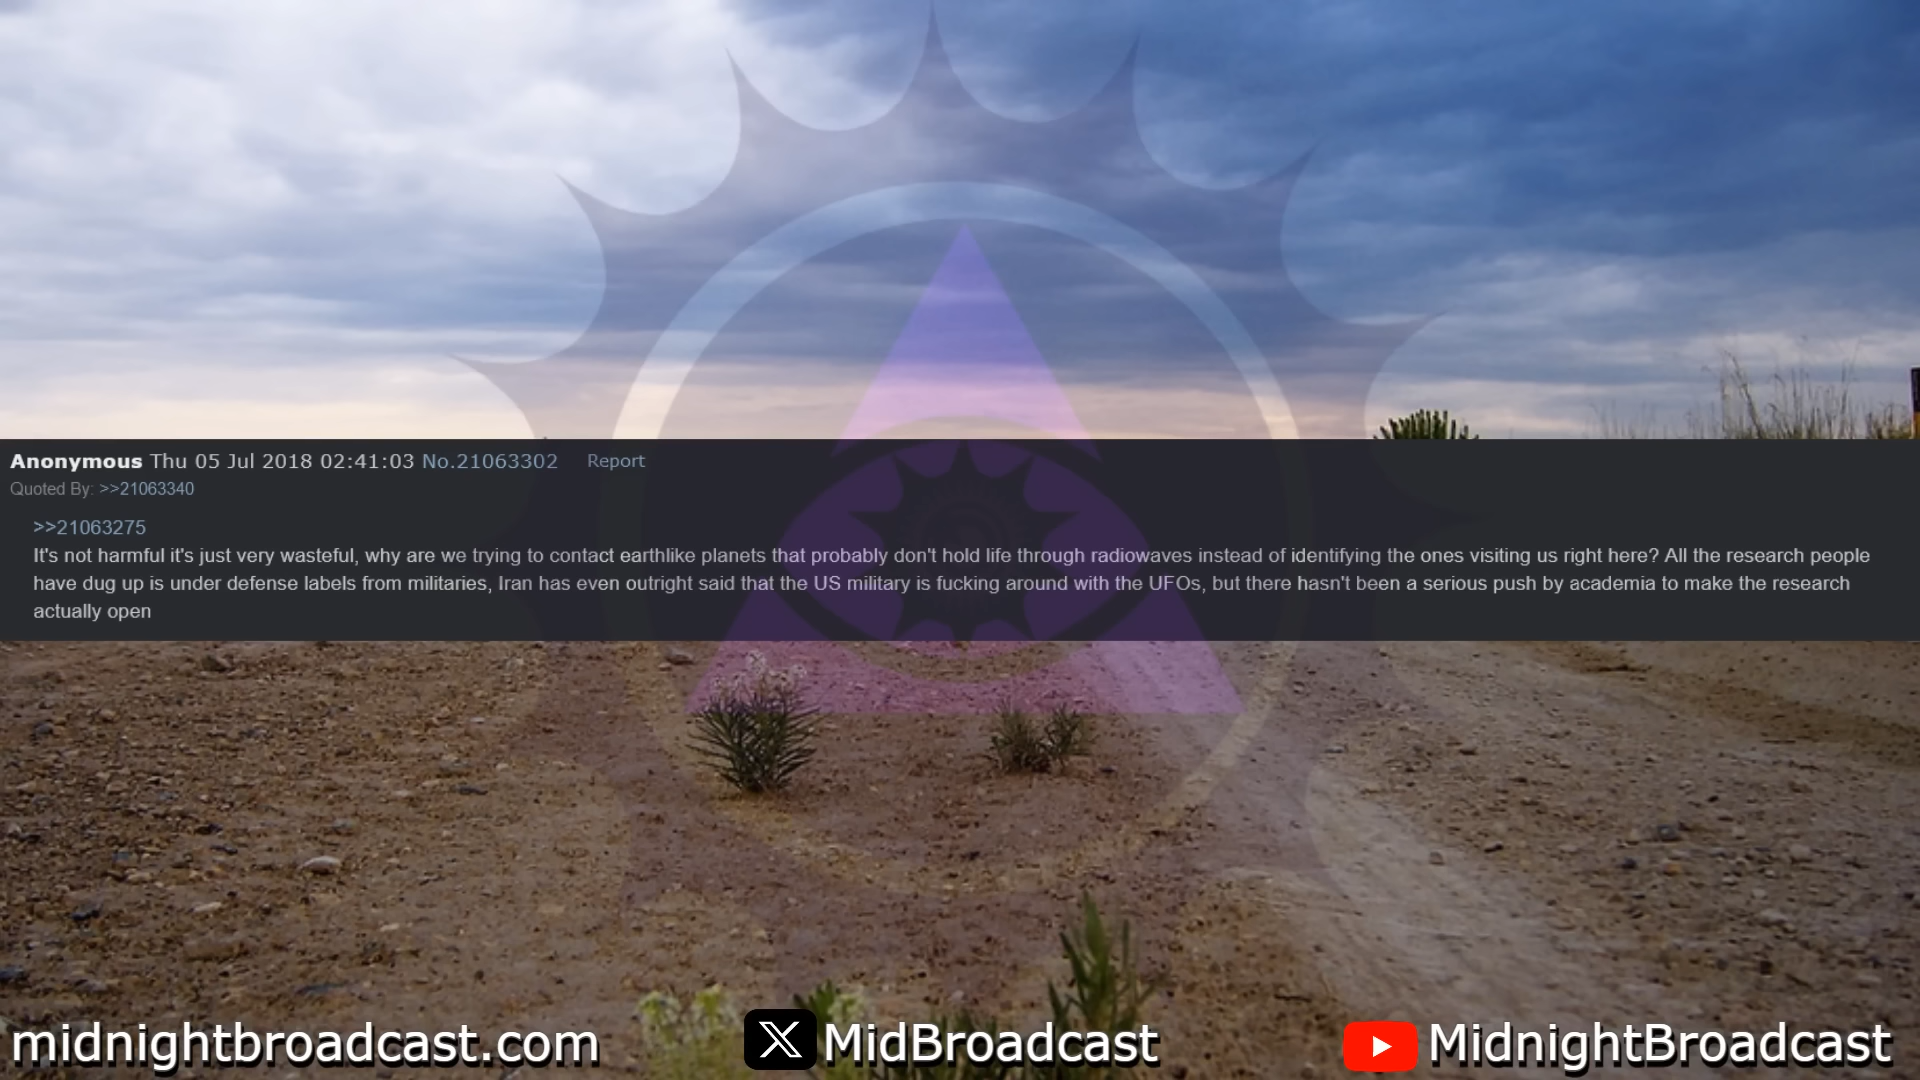 Anonymous Thu 05 Jul 2018 02:41:03 No.21063302 Report
Quoted By: >>21063340
>>21063275
It's not harmful it's just very wasteful, why are we trying to contact earthlike planets that probably don't hold life through radiowaves instead of identifying the ones visiting us right here? All the research people
have dug up is under defense labels from militaries, Iran has even outright said that the US military is fucking around with the UFOs, but there hasn't been a serious push by academia to make the research
actually open
midnightbroadcast.com MidBroadcast MidnightBroadcast